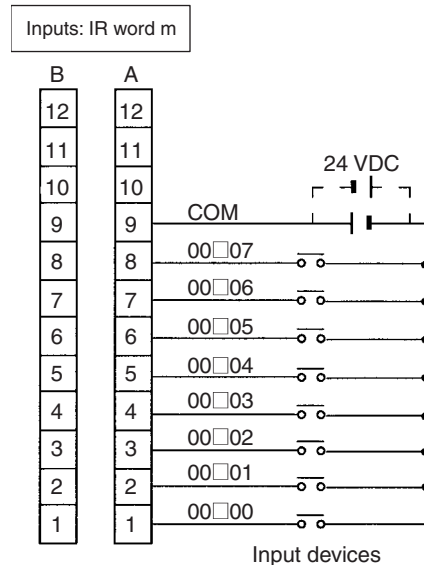 Inputs: IR word m
B A
12 12
11 11
10 10
24 VDC
9 9 COM
8 8 00□07
7 7 00□06
6 6 00□05
5 5 00□04
4 4 00□03
3 3 00□02
2 2 00□01
1 1 00□00
Input devices